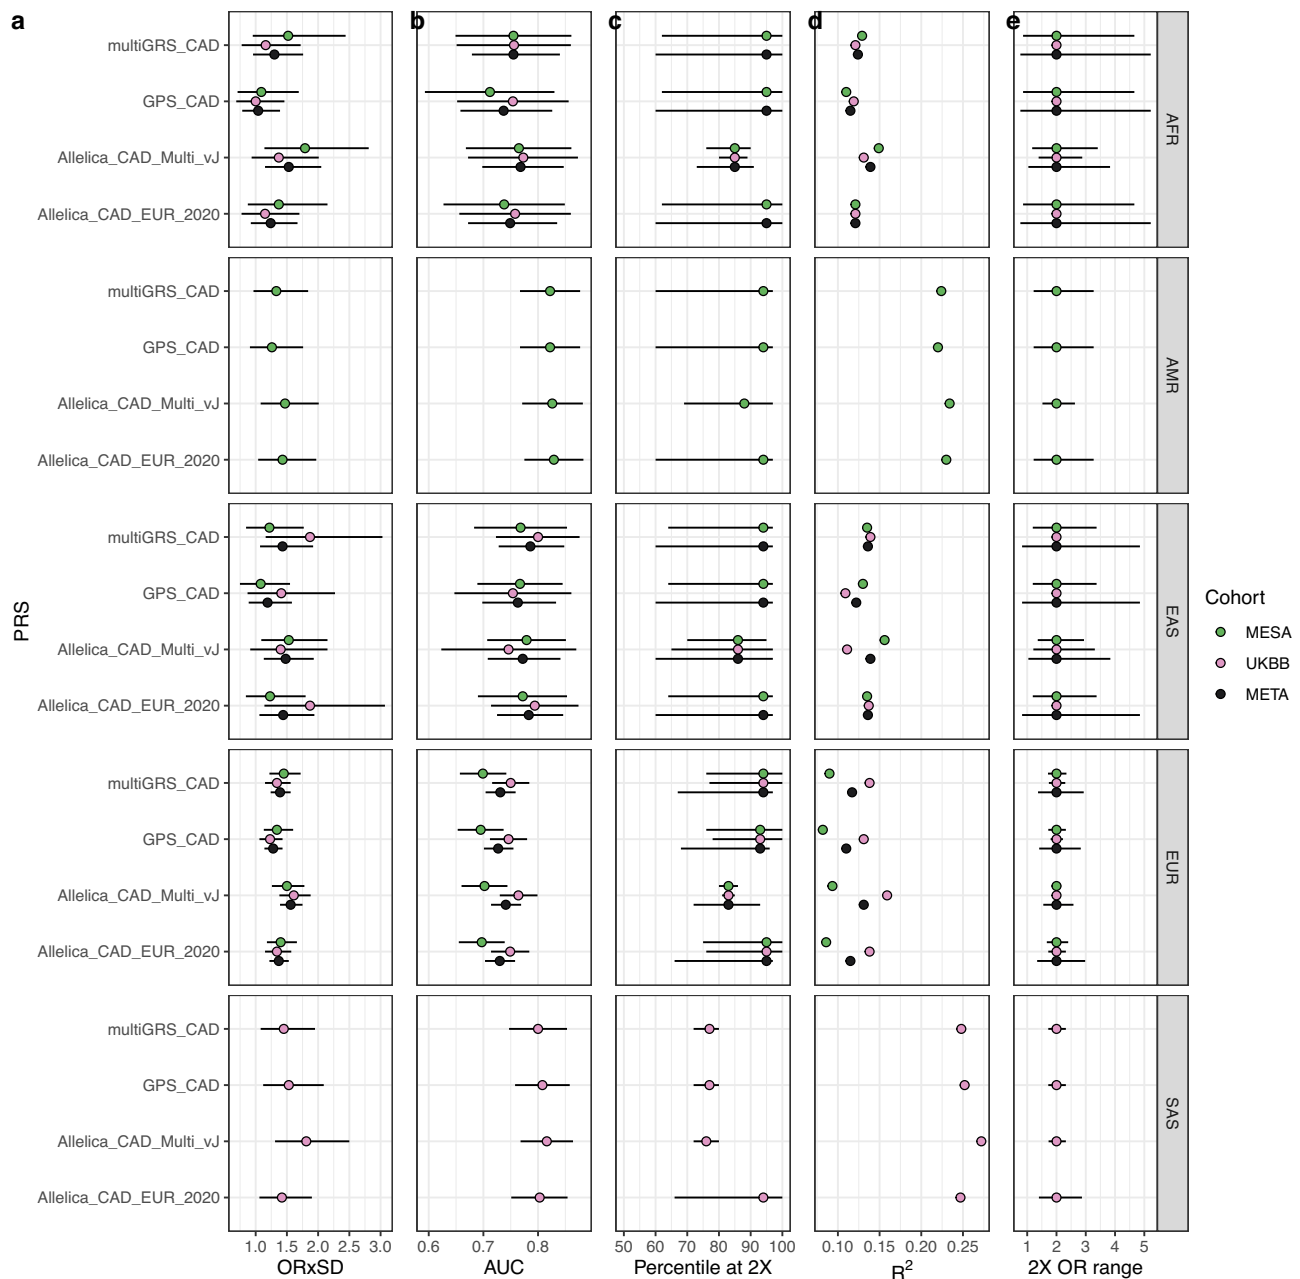 a b c d e
multiGRS_CAD
GPS_CAD
Allelica_CAD_Multi_vJ
Allelica_CAD_EUR_2020
AFR
multiGRS_CAD
GPS_CAD
Allelica_CAD_Multi_vJ
Allelica_CAD_EUR_2020
AMR
multiGRS_CAD
GPS_CAD
Allelica_CAD_Multi_vJ
Allelica_CAD_EUR_2020
EAS
PRS
multiGRS_CAD
GPS_CAD
Allelica_CAD_Multi_vJ
Allelica_CAD_EUR_2020
EUR
multiGRS_CAD
GPS_CAD
Allelica_CAD_Multi_vJ
Allelica_CAD_EUR_2020
SAS
1.0 1.5 2.0 2.5 3.0 0.6 0.7 0.8 50 60 70 80 90 100 0.10 0.15 0.20 0.25 1 2 3 4 5
ORxSD AUC Percentile at 2X R² 2X OR range
Cohort
MESA
UKBB
META